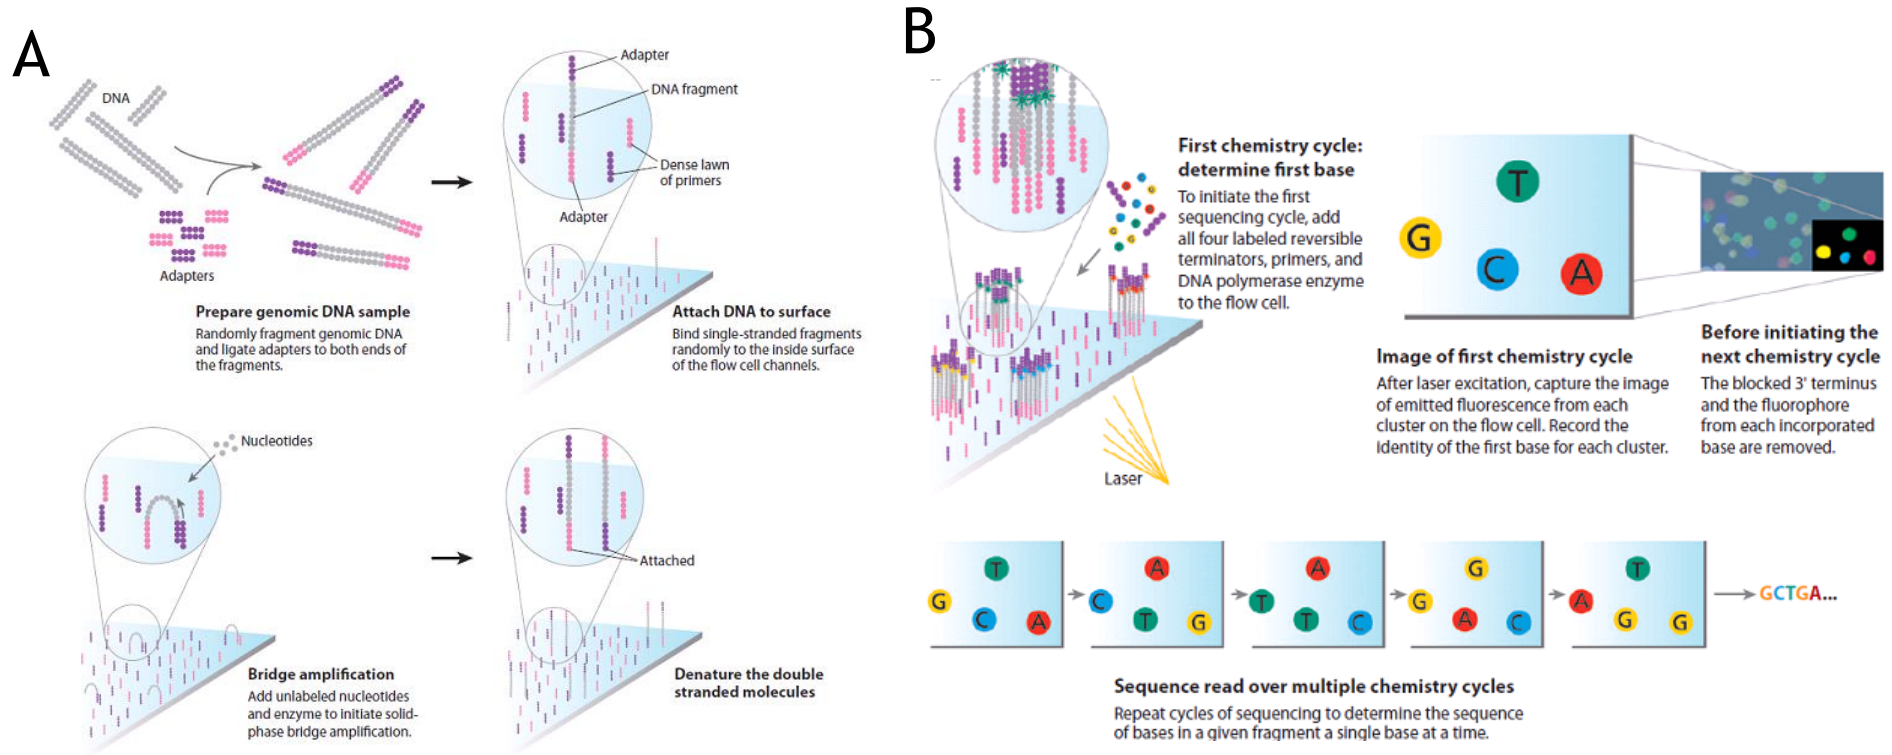 A
DNA
Adapters
Prepare genomic DNA sample
Randomly fragment genomic DNA
and ligate adapters to both ends of
the fragments.
Adapter
DNA fragment
Dense lawn
of primers
Adapter
Attach DNA to surface
Bind single-stranded fragments
randomly to the inside surface
of the flow cell channels.
Nucleotides
Bridge amplification
Add unlabeled nucleotides
and enzyme to initiate solid-
phase bridge amplification.
Attached
Denature the double
stranded molecules
B
First chemistry cycle:
determine first base
To initiate the first
sequencing cycle, add
all four labeled reversible
terminators, primers, and
DNA polymerase enzyme
to the flow cell.
Laser
T
G
C
A
Image of first chemistry cycle
After laser excitation, capture the image
of emitted fluorescence from each
cluster on the flow cell. Record the
identity of the first base for each cluster.
Before initiating the
next chemistry cycle
The blocked 3' terminus
and the fluorophore
from each incorporated
base are removed.
T
G
C
A
A
C
T
G
A
T
T
C
G
G
A
C
T
A
G
G
GCTGA...
Sequence read over multiple chemistry cycles
Repeat cycles of sequencing to determine the sequence
of bases in a given fragment a single base at a time.